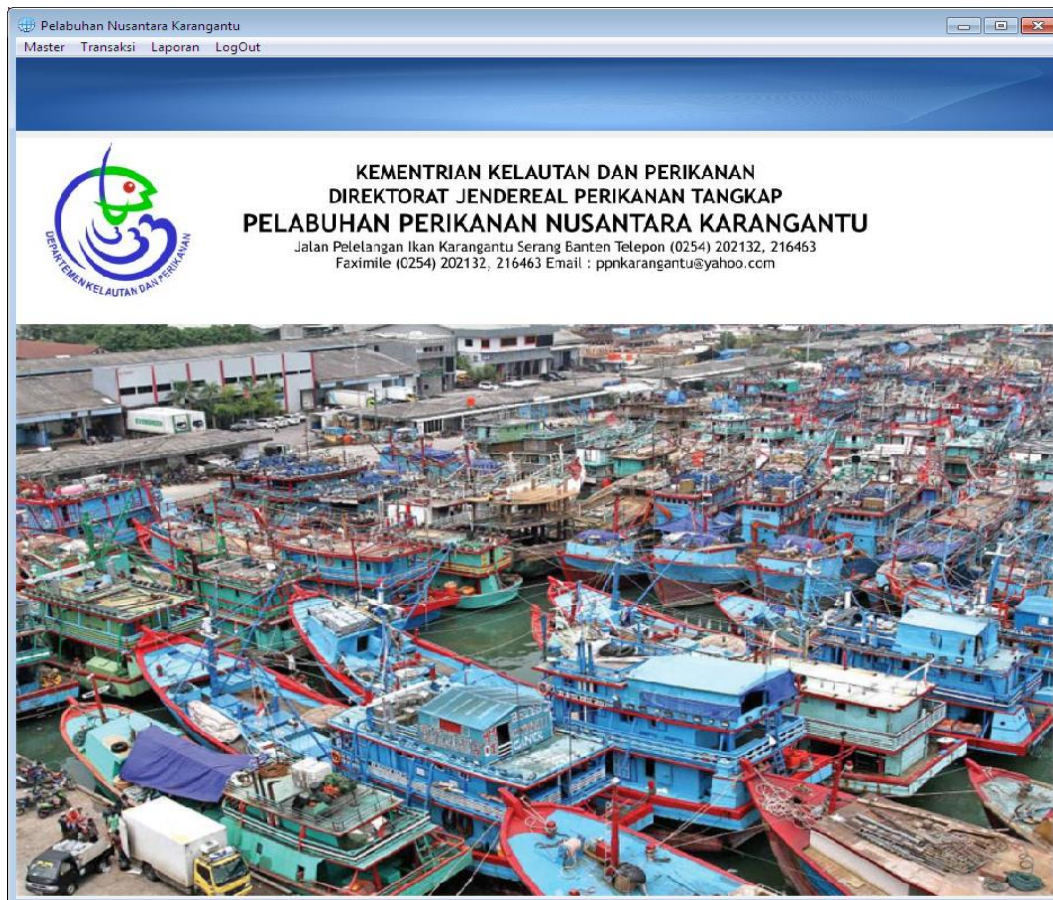 Pelabuhan Nusantara Karangantu
Master Transaksi Laporan LogOut
KEMENTRIAN KELAUTAN DAN PERIKANAN
DIREKTORAT JENDEREAL PERIKANAN TANGKAP
PELABUHAN PERIKANAN NUSANTARA KARANGANTU
Jalan Pelelangan Ikan Karangantu Serang Banten Telepon (0254) 202132, 216463
Faximile (0254) 202132, 216463 Email : ppnkarangantu@yahoo.com
DEPARTEMEN KELAUTAN DAN PERIKANAN
EVERGREEN